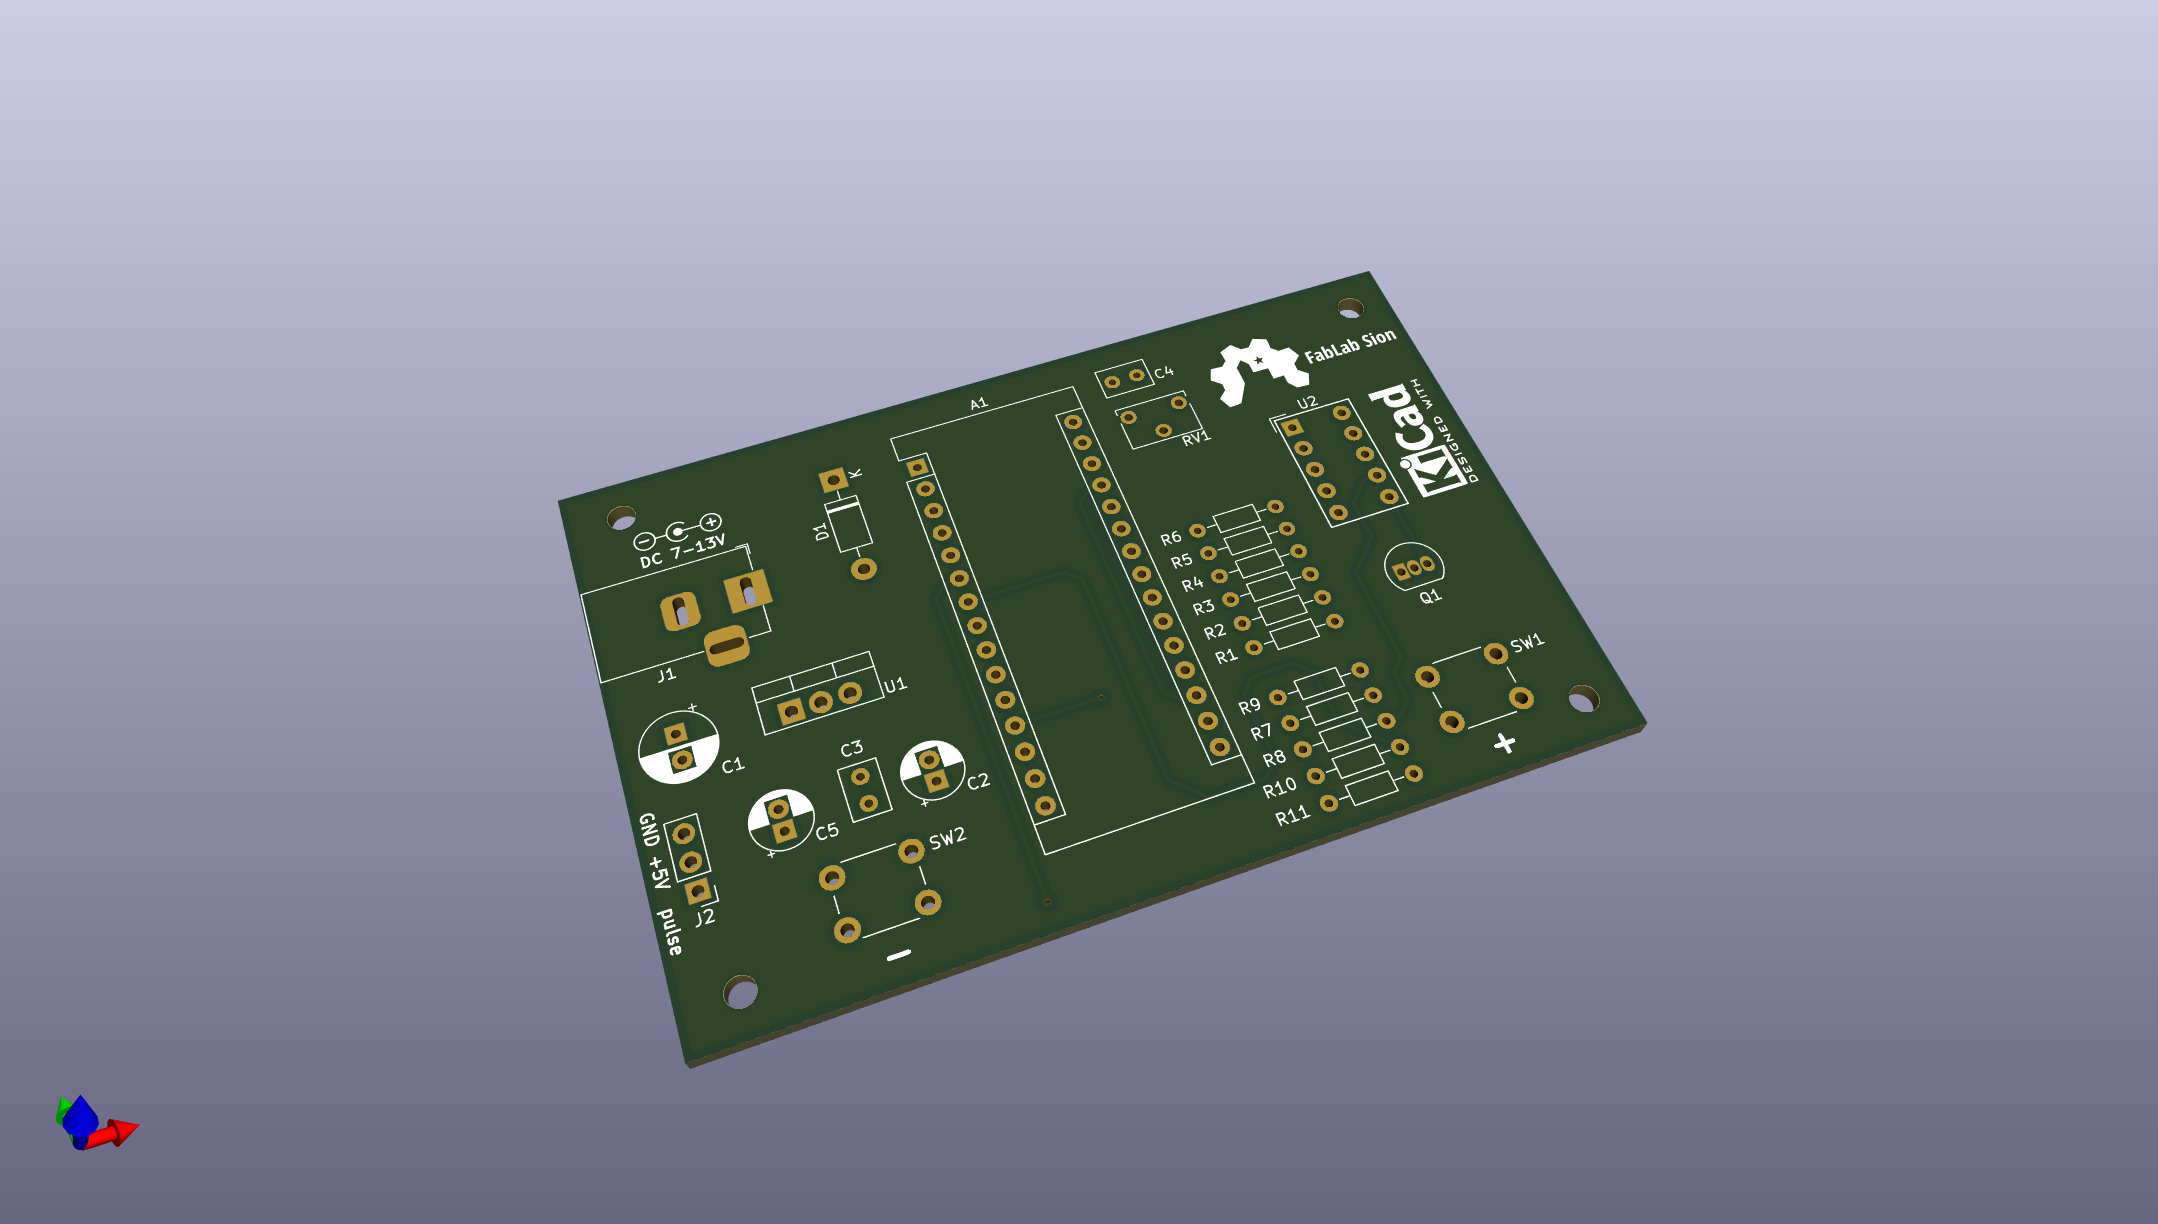 FabLab Sion
C4
A1
RV1
U2
DESIGNED WITH
KiCad
K
D1
DC 7-13V
R6
R5
R4
R3
R2
R1
Q1
J1
U1
SW1
R9
R7
R8
R10
R11
+
C1
+
C3
C2
+
C5
+
SW2
GND +5V pulse
J2
−